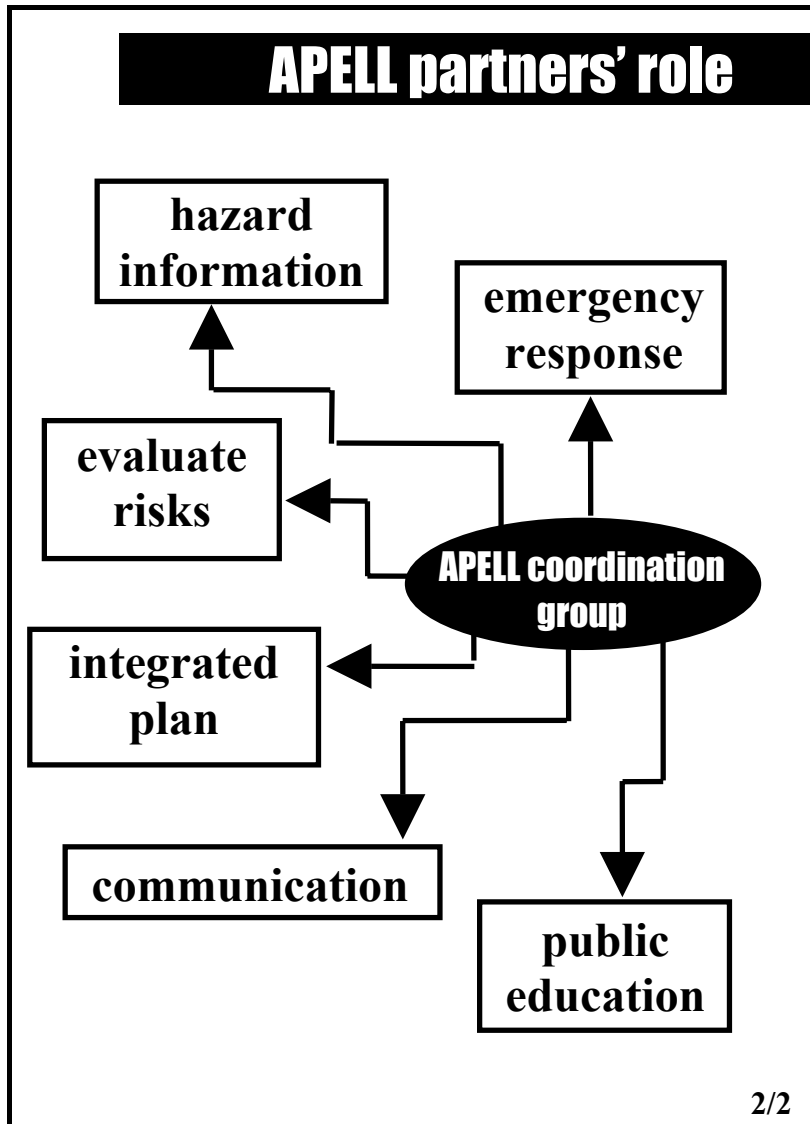 APELL partners’ role
hazard
information
emergency
response
evaluate
risks
APELL coordination
group
integrated
plan
communication
public
education
2/2